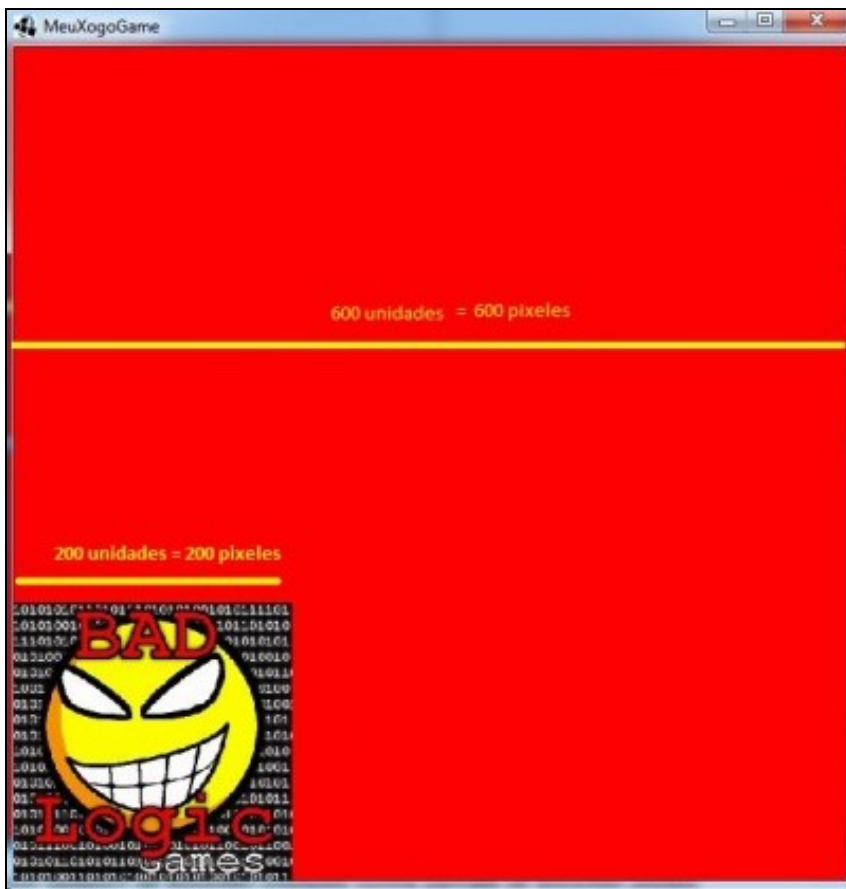 MeuXogoGame
600 unidades = 600 pixeles
200 unidades = 200 pixeles
BAD
Logic
Games